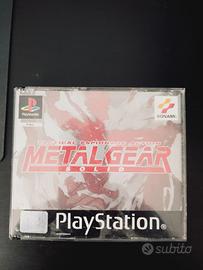 KONAMI
TACTICAL ESPIONAGE ACTION
METAL GEAR
SOLID
PlayStation
subito